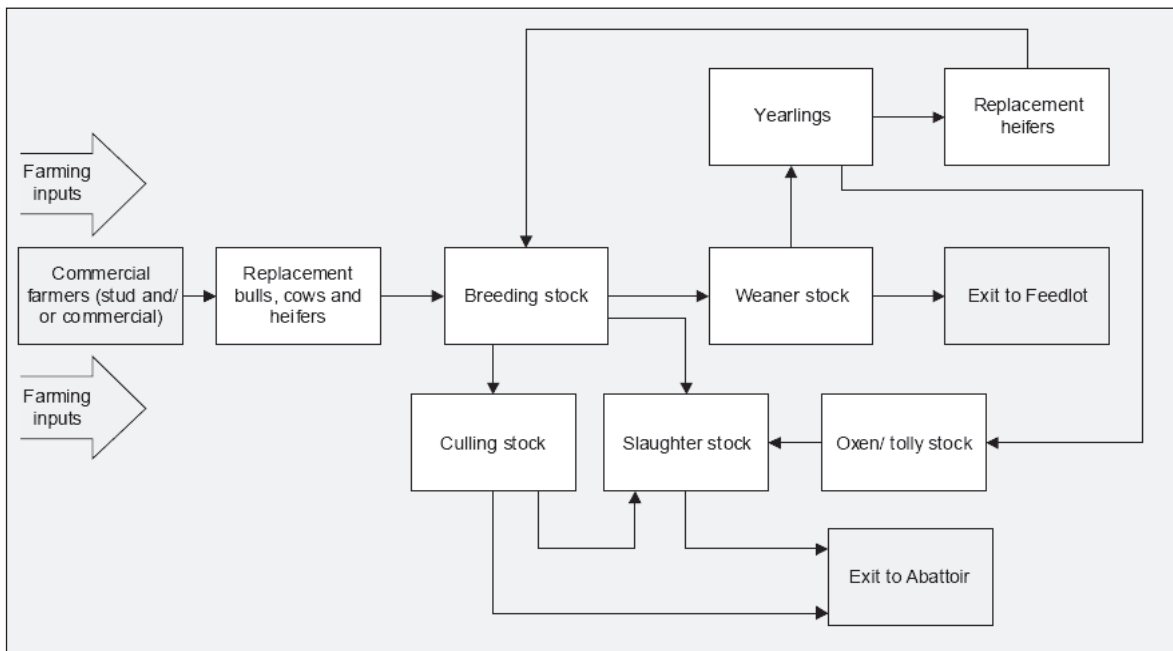 Yearlings
Replacement
heifers
Farming
inputs
Commercial
farmers (stud and/
or commercial)
Replacement
bulls, cows and
heifers
Breeding stock
Weaner stock
Exit to Feedlot
Farming
inputs
Culling stock
Slaughter stock
Oxen/ tolly stock
Exit to Abattoir